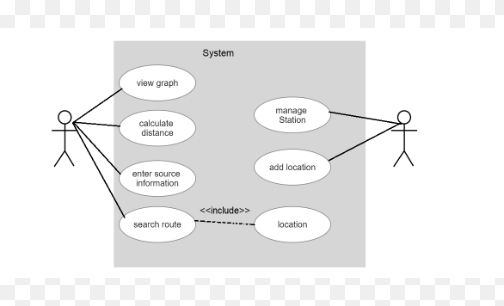 System
view graph
calculate
distance
enter source
information
search route
<<include>>
manage
Station
add location
location